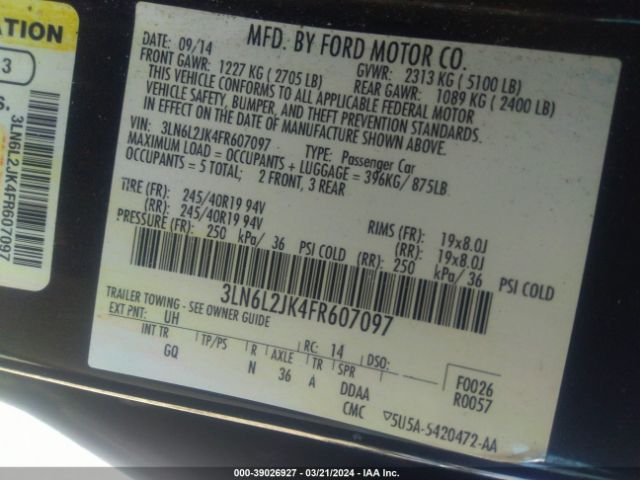 ATION
3
S.
3LN6L2JK4FR607097
MFD. BY FORD MOTOR CO.
DATE: 09/14
GVWR: 2313 KG ( 5100 LB)
FRONT GAWR: 1227 KG ( 2705 LB)
REAR GAWR: 1089 KG ( 2400 LB)
THIS VEHICLE CONFORMS TO ALL APPLICABLE FEDERAL MOTOR
VEHICLE SAFETY, BUMPER, AND THEFT PREVENTION STANDARDS
IN EFFECT ON THE DATE OF MANUFACTURE SHOWN ABOVE.
VIN: 3LN6L2JK4FR607097
TYPE: Passenger Car
MAXIMUM LOAD = OCCUPANTS + LUGGAGE = 396KG/ 875LB
OCCUPANTS = 5 TOTAL; 2 FRONT, 3 REAR
TIRE (FR): 245/40R19 94V RIMS (FR): 19x8.0J
(RR): 245/40R19 94V (RR): 19x8.0J
PRESSURE (FR): 250 kPa/ 36 PSI COLD (RR): 250 kPa/ 36 PSI COLD
3LN6L2JK4FR607097
TRAILER TOWING - SEE OWNER GUIDE
EXT PNT: UH RC: 14 DSO: F0026
INT TR TP/PS R AXLE TR SPR R0057
GQ N 36 A DDAA
CMC 5U5A-5420472-AA
000-39026927 - 03/21/2024 - IAA Inc.